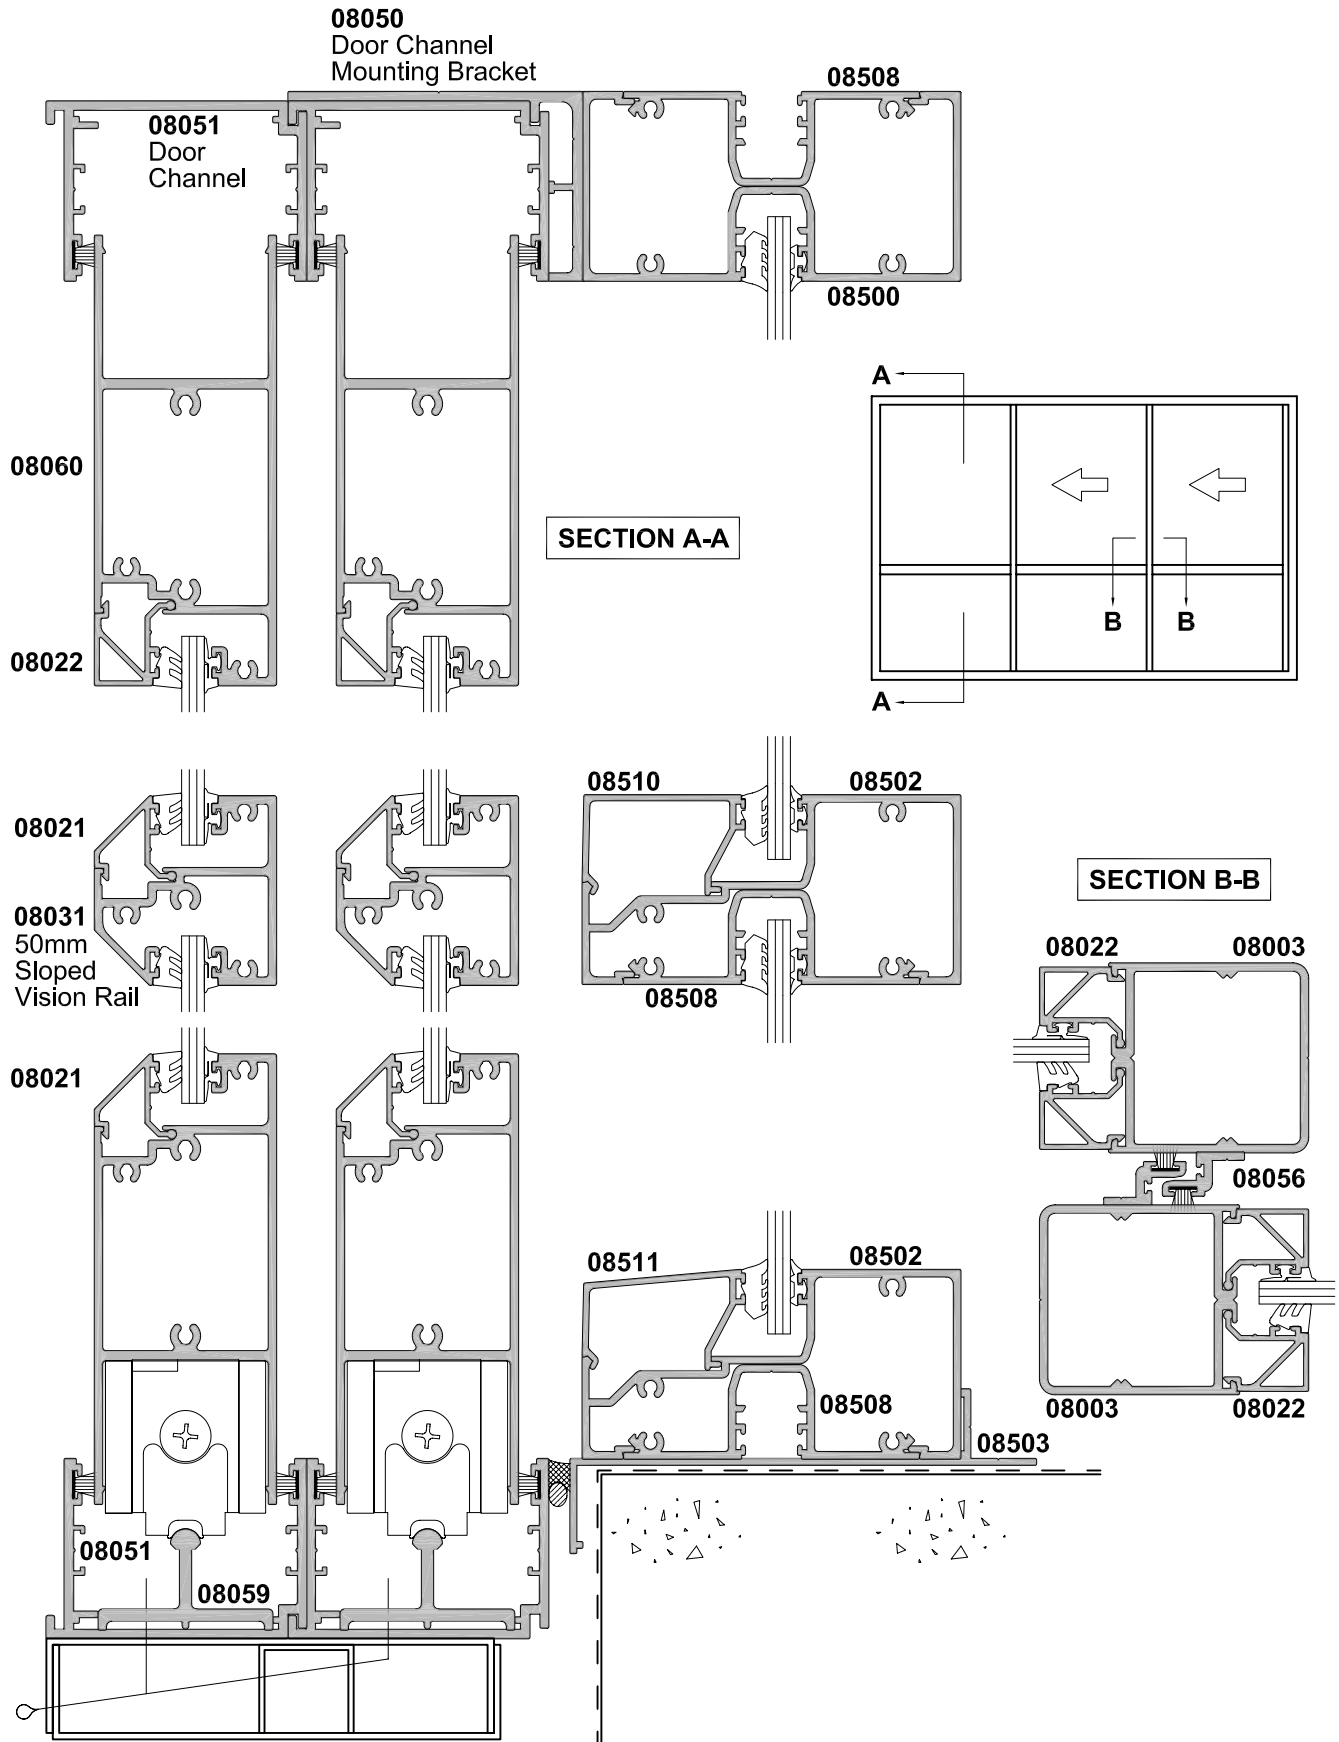 08050
Door Channel
Mounting Bracket
08508
08051
Door
Channel
08500
A
08060
SECTION A-A
B
B
08022
A
08510
08502
08021
SECTION B-B
08031
50mm
Sloped
Vision Rail
08508
08022
08003
08021
08056
08511
08502
08508
08003
08022
08503
08051
08059